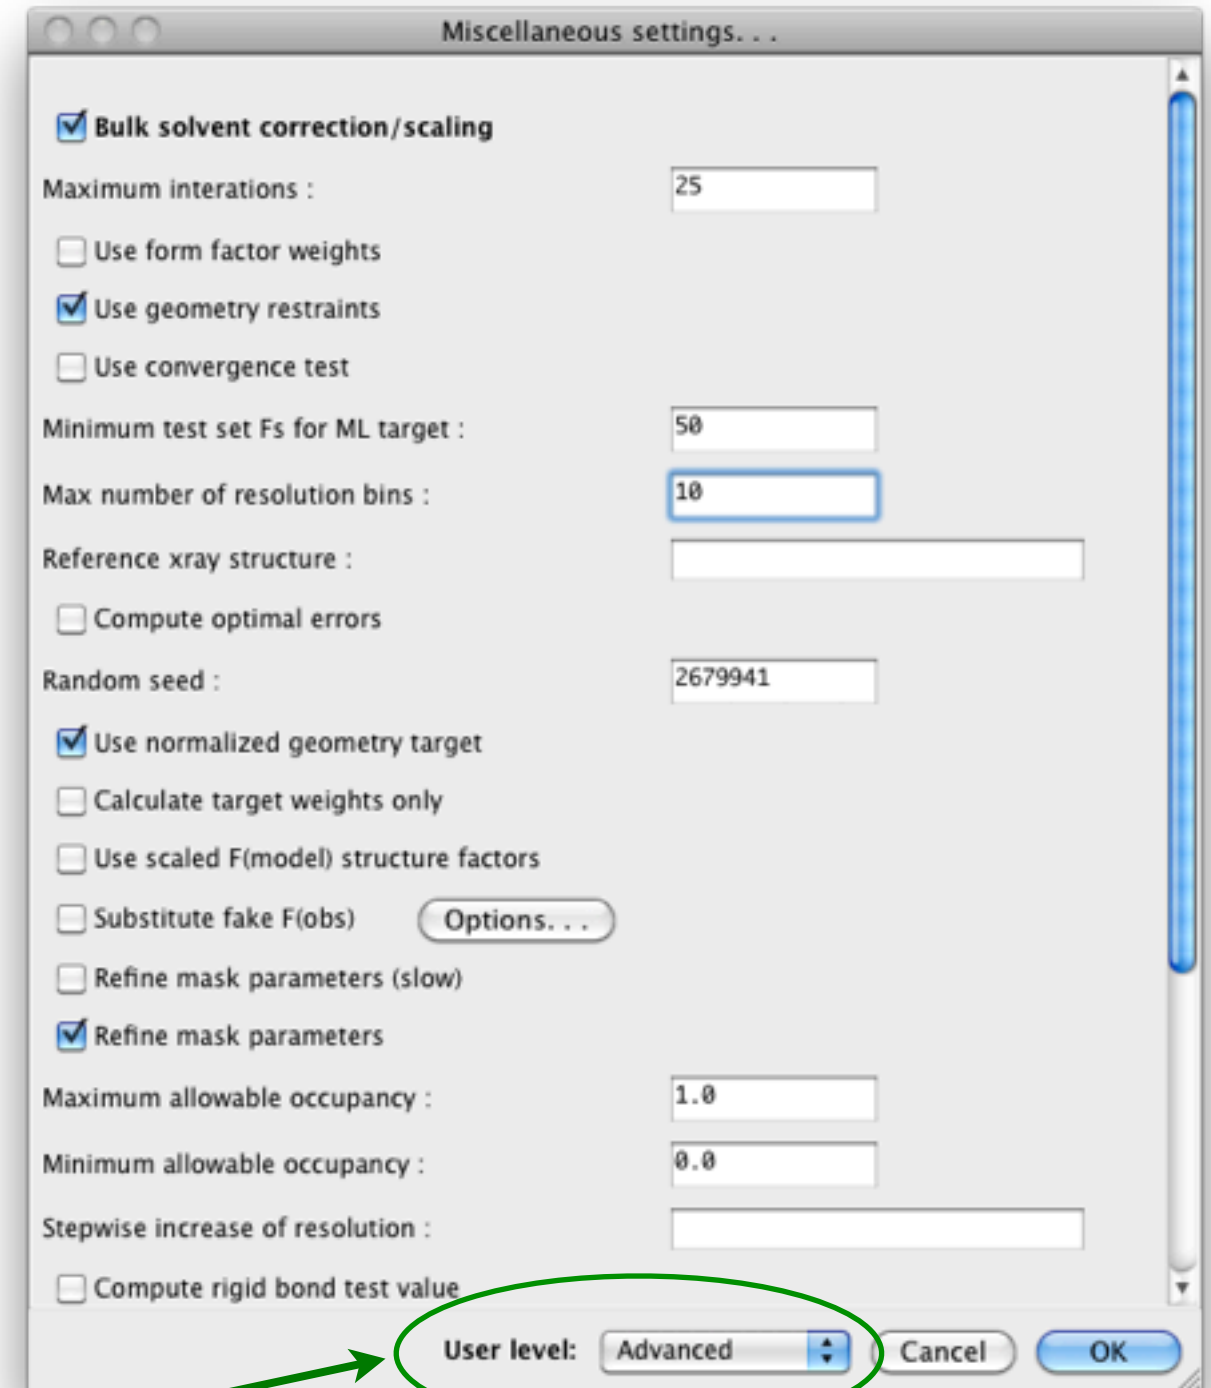 Miscellaneous settings. . .
Bulk solvent correction/scaling
Maximum interations : 25
Use form factor weights
Use geometry restraints
Use convergence test
Minimum test set Fs for ML target : 50
Max number of resolution bins : 10
Reference xray structure :
Compute optimal errors
Random seed : 2679941
Use normalized geometry target
Calculate target weights only
Use scaled F(model) structure factors
Substitute fake F(obs) Options. . .
Refine mask parameters (slow)
Refine mask parameters
Maximum allowable occupancy : 1.0
Minimum allowable occupancy : 0.0
Stepwise increase of resolution :
Compute rigid bond test value
User level: Advanced Cancel OK